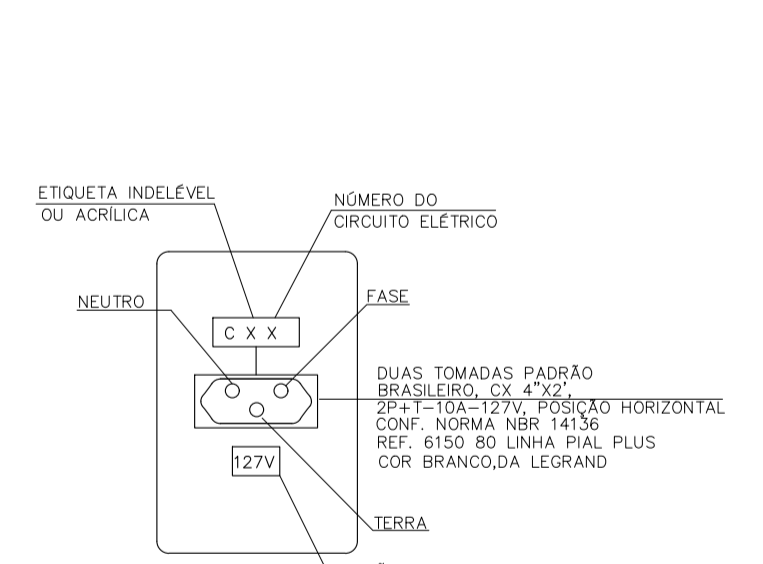 ETIQUETA INDELÉVEL
OU ACRÍLICA
NÚMERO DO
CIRCUITO ELÉTRICO
NEUTRO
FASE
C X X
DUAS TOMADAS PADRÃO
BRASILEIRO, CX 4"X2',
2P+T-10A-127V, POSIÇÃO HORIZONTAL
CONF. NORMA NBR 14136
REF. 6150 80 LINHA PIAL PLUS
COR BRANCO,DA LEGRAND
127V
TERRA